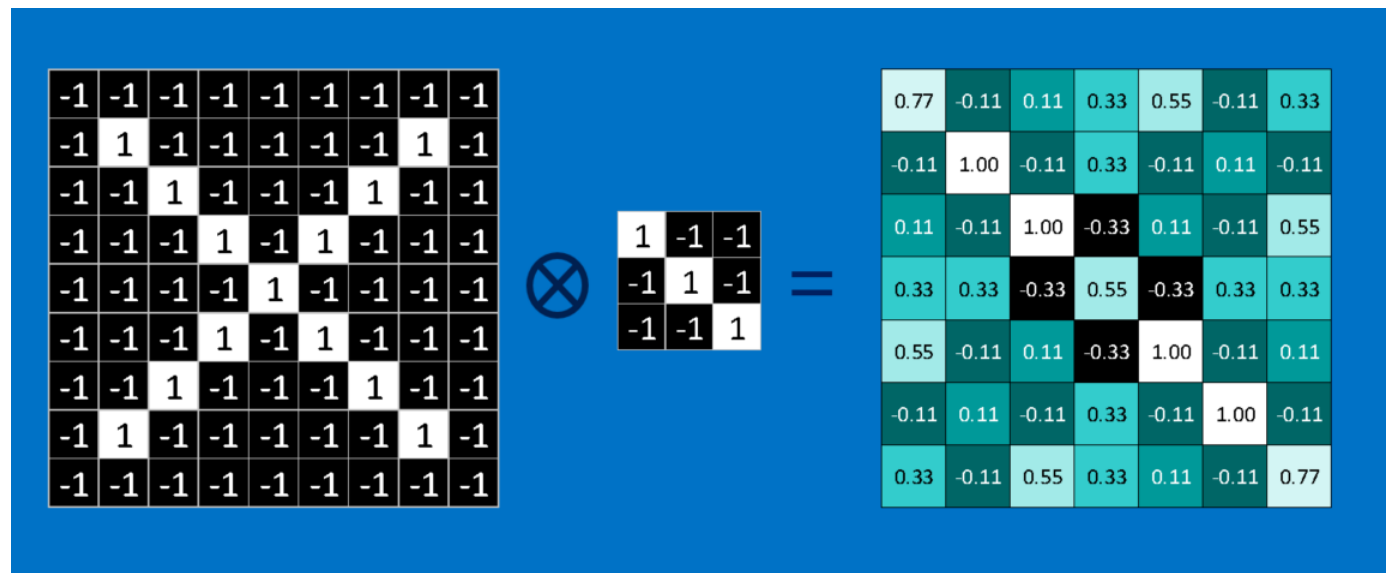 -1 -1 -1 -1 -1 -1 -1 -1 -1
-1 1 -1 -1 -1 -1 -1 1 -1
-1 -1 1 -1 -1 -1 1 -1 -1
-1 -1 -1 1 -1 1 -1 -1 -1
-1 -1 -1 -1 1 -1 -1 -1 -1
-1 -1 -1 1 -1 1 -1 -1 -1
-1 -1 1 -1 -1 -1 1 -1 -1
-1 1 -1 -1 -1 -1 -1 1 -1
-1 -1 -1 -1 -1 -1 -1 -1 -1
⊗
1 -1 -1
-1 1 -1
-1 -1 1
=
0.77 -0.11 0.11 0.33 0.55 -0.11 0.33
-0.11 1.00 -0.11 0.33 -0.11 0.11 -0.11
0.11 -0.11 1.00 -0.33 0.11 -0.11 0.55
0.33 0.33 -0.33 0.55 -0.33 0.33 0.33
0.55 -0.11 0.11 -0.33 1.00 -0.11 0.11
-0.11 0.11 -0.11 0.33 -0.11 1.00 -0.11
0.33 -0.11 0.55 0.33 0.11 -0.11 0.77